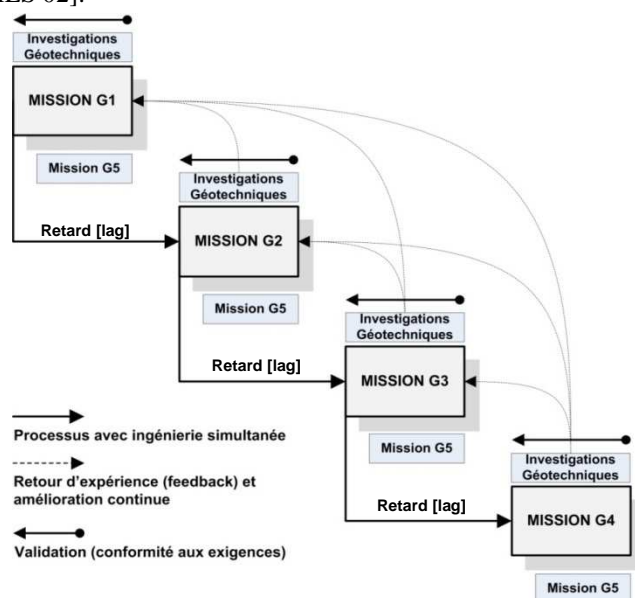 Investigations
Géotechniques
MISSION G1
Mission G5
Investigations
Géotechniques
Retard [lag]
MISSION G2
Mission G5
Investigations
Géotechniques
Retard [lag]
MISSION G3
Mission G5
Processus avec ingénierie simultanée
Retour d'expérience (feedback) et
amélioration continue
Validation (conformité aux exigences)
Investigations
Géotechniques
Retard [lag]
MISSION G4
Mission G5